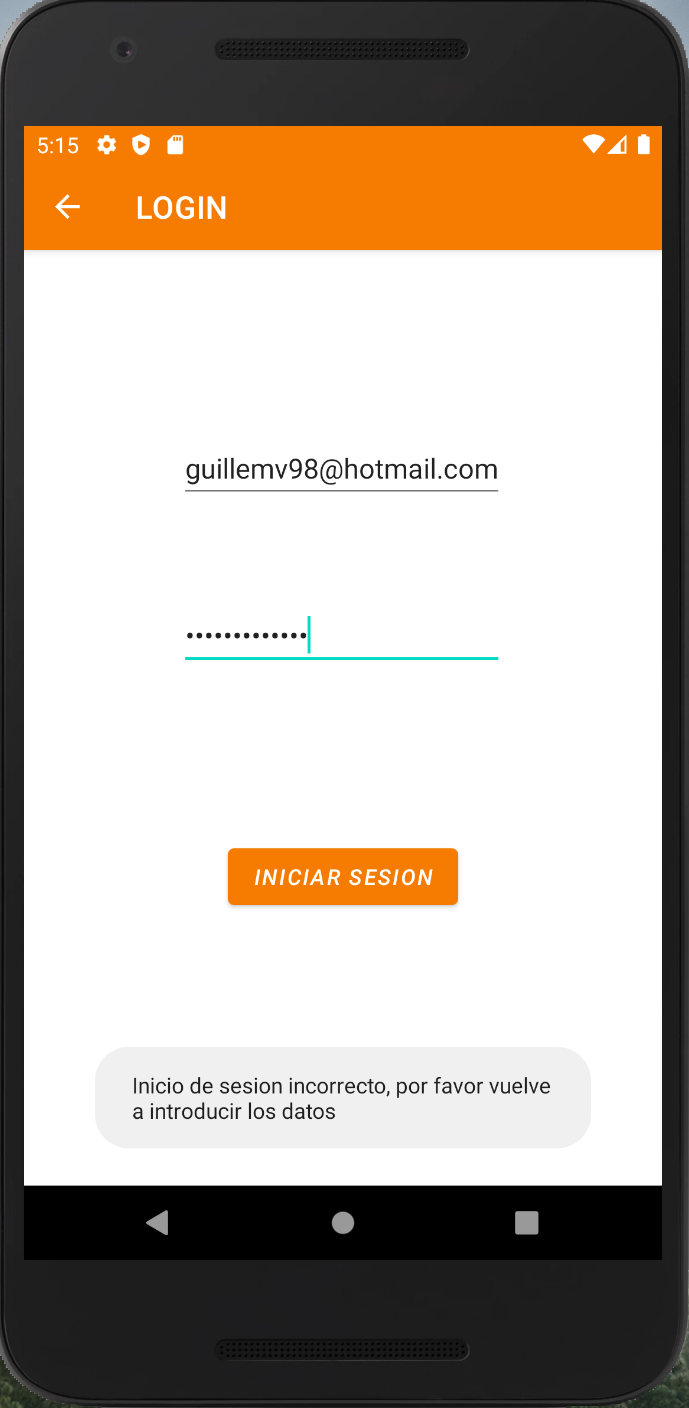 5:15
LOGIN
guillemv98@hotmail.com
•••••••••••••
INICIAR SESION
Inicio de sesion incorrecto, por favor vuelve
a introducir los datos